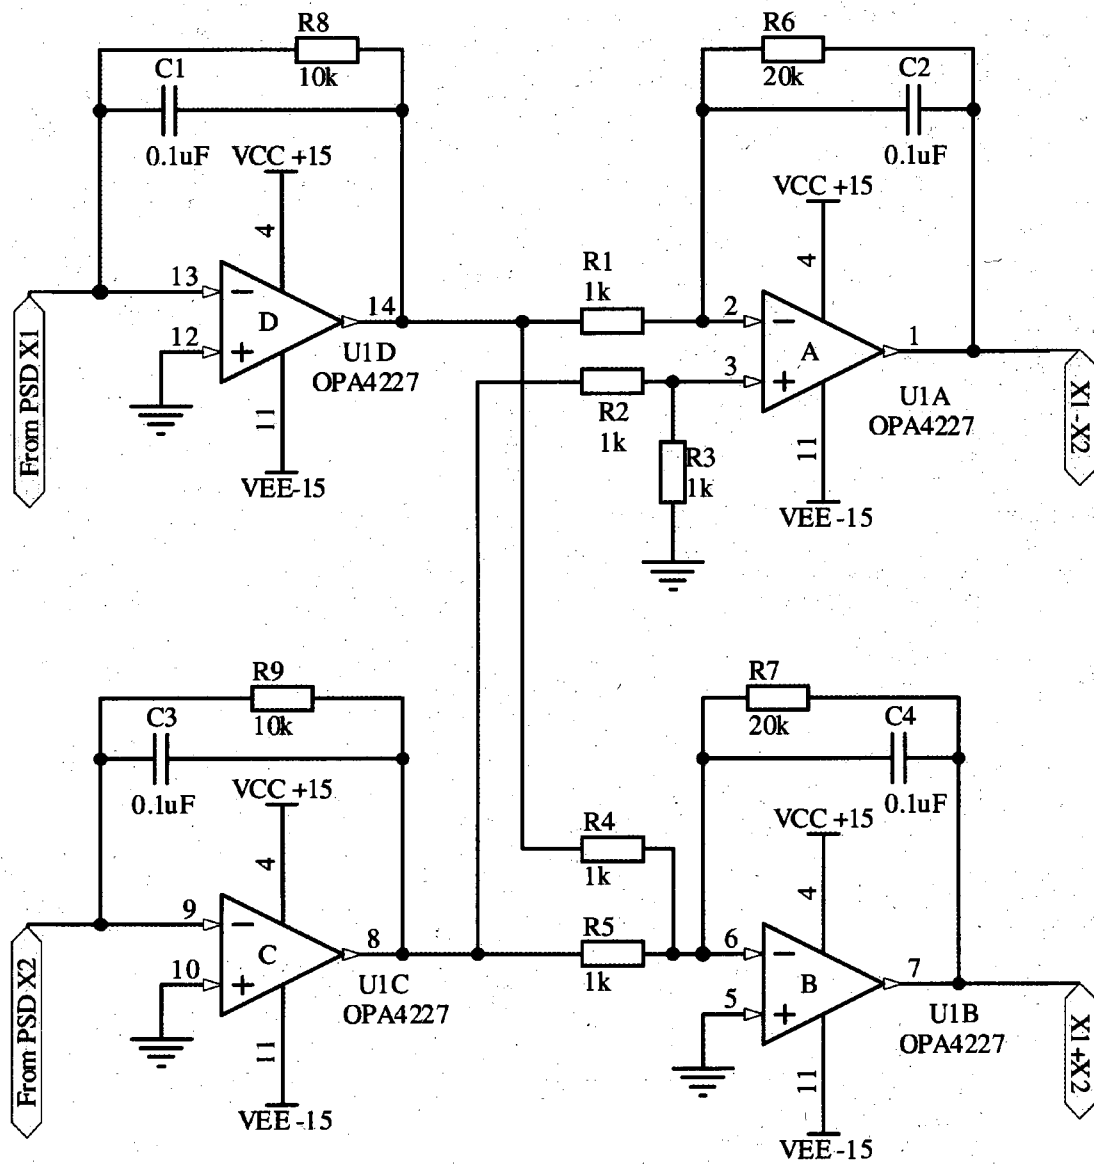 R8
10k
C1
0.1uF
VCC +15
4
13
12
D
14
11
U1D
OPA4227
VEE-15
From PSD X1
R6
20k
C2
0.1uF
VCC +15
4
R1
1k
2
3
A
1
R2
1k
R3
1k
11
U1A
OPA4227
VEE -15
X1-X2
R9
10k
C3
0.1uF
VCC +15
4
9
10
C
8
11
U1C
OPA4227
VEE -15
From PSD X2
R7
20k
C4
0.1uF
VCC +15
4
R4
1k
R5
1k
6
5
B
7
11
U1B
OPA4227
VEE -15
X1+X2